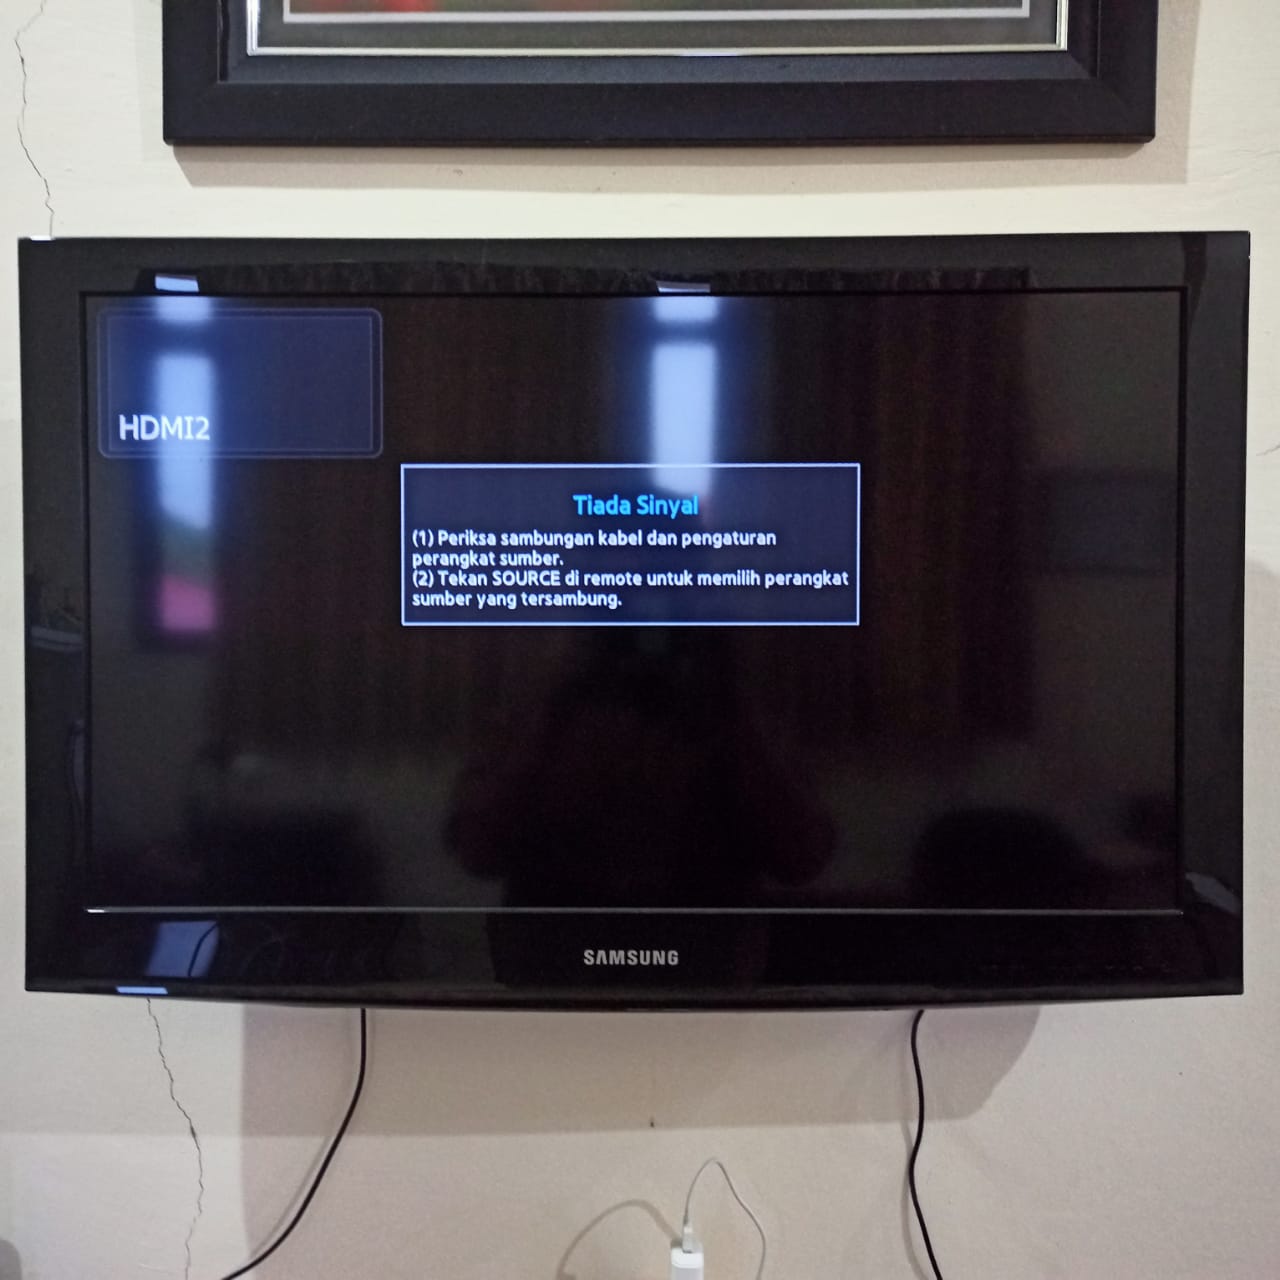 HDMI2
Tiada Sinyal
(1) Periksa sambungan kabel dan pengaturan
perangkat sumber.
(2) Tekan SOURCE di remote untuk memilih perangkat
sumber yang tersambung.
SAMSUNG